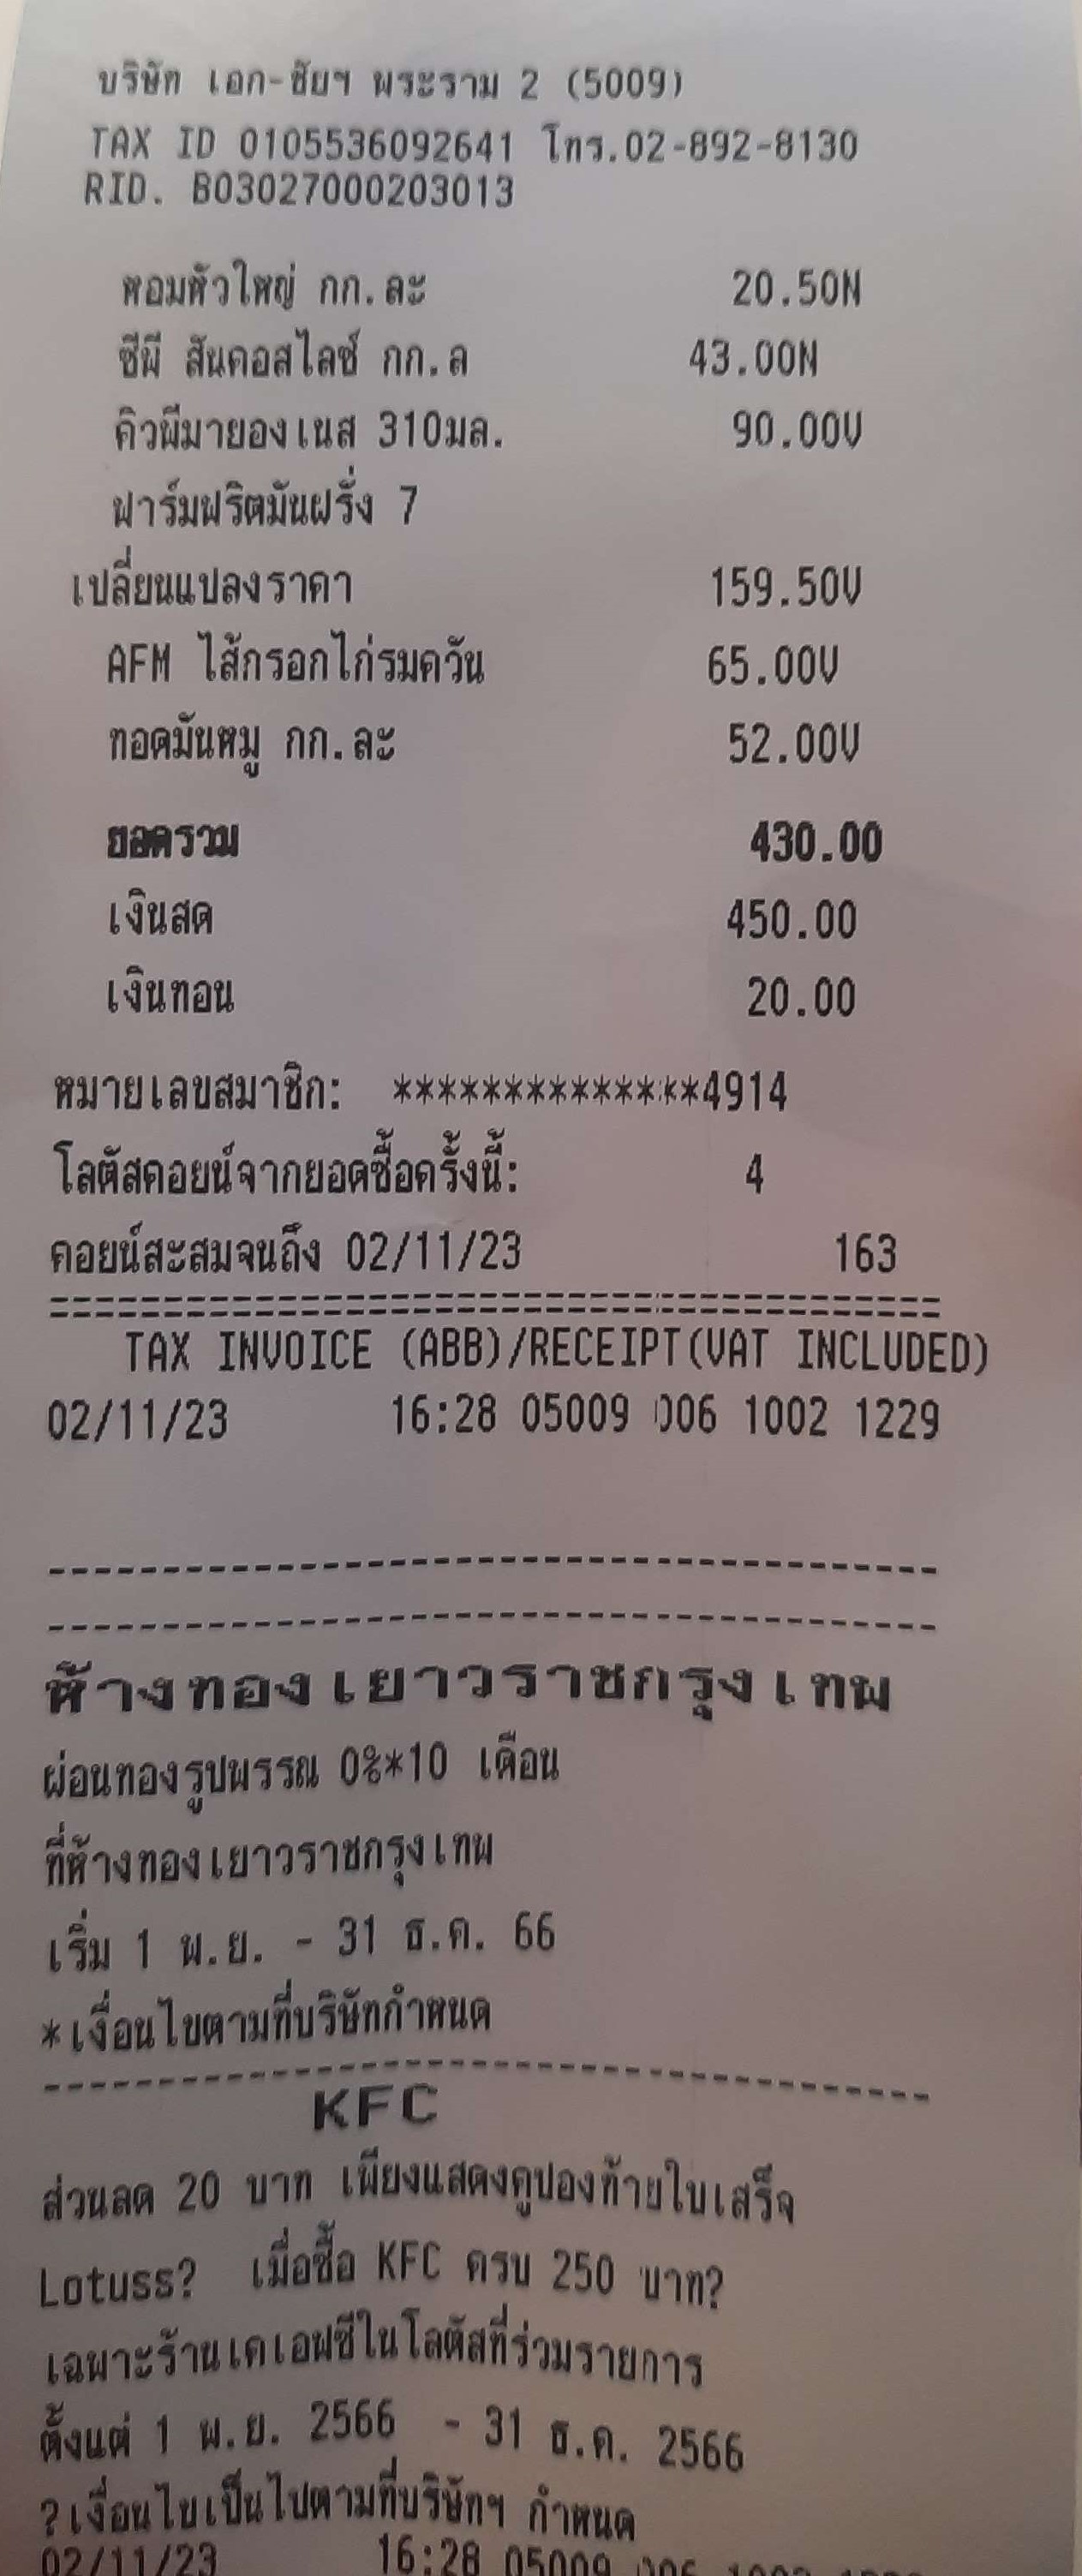 บริษัท เอก-ชัยฯ พระราม 2 (5009)
TAX ID 0105536092641 โทร.02-892-8130
RID. B03027000203013
หอมหัวใหญ่ กก.ละ 20.50N
ซีพี สันคอสไลซ์ กก.ล 43.00N
คิวพีมายองเนส 310มล. 90.00V
ฟาร์มฟริตมันฝรั่ง 7
เปลี่ยนแปลงราคา 159.50V
AFM ไส้กรอกไก่รมควัน 65.00V
ทอดมันหมู กก.ละ 52.00V
ยอดรวม 430.00
เงินสด 450.00
เงินทอน 20.00
หมายเลขสมาชิก: **************4914
โลตัสคอยน์จากยอดซื้อครั้งนี้: 4
คอยน์สะสมจนถึง 02/11/23 163
TAX INVOICE (ABB)/RECEIPT(VAT INCLUDED)
02/11/23 16:28 05009 006 1002 1229
ห้างทองเยาวราชกรุงเทพ
ผ่อนทองรูปพรรณ 0%*10 เดือน
ที่ห้างทองเยาวราชกรุงเทพ
เริ่ม 1 พ.ย. - 31 ธ.ค. 66
*เงื่อนไขตามที่บริษัทกำหนด
KFC
ส่วนลด 20 บาท เพียงแสดงคูปองท้ายใบเสร็จ
Lotuss? เมื่อซื้อ KFC ครบ 250 บาท?
เฉพาะร้านเคเอฟซีในโลตัสที่ร่วมรายการ
ตั้งแต่ 1 พ.ย. 2566 - 31 ธ.ค. 2566
?เงื่อนไขเป็นไปตามที่บริษัทฯ กำหนด
02/11/23 16:28 05009